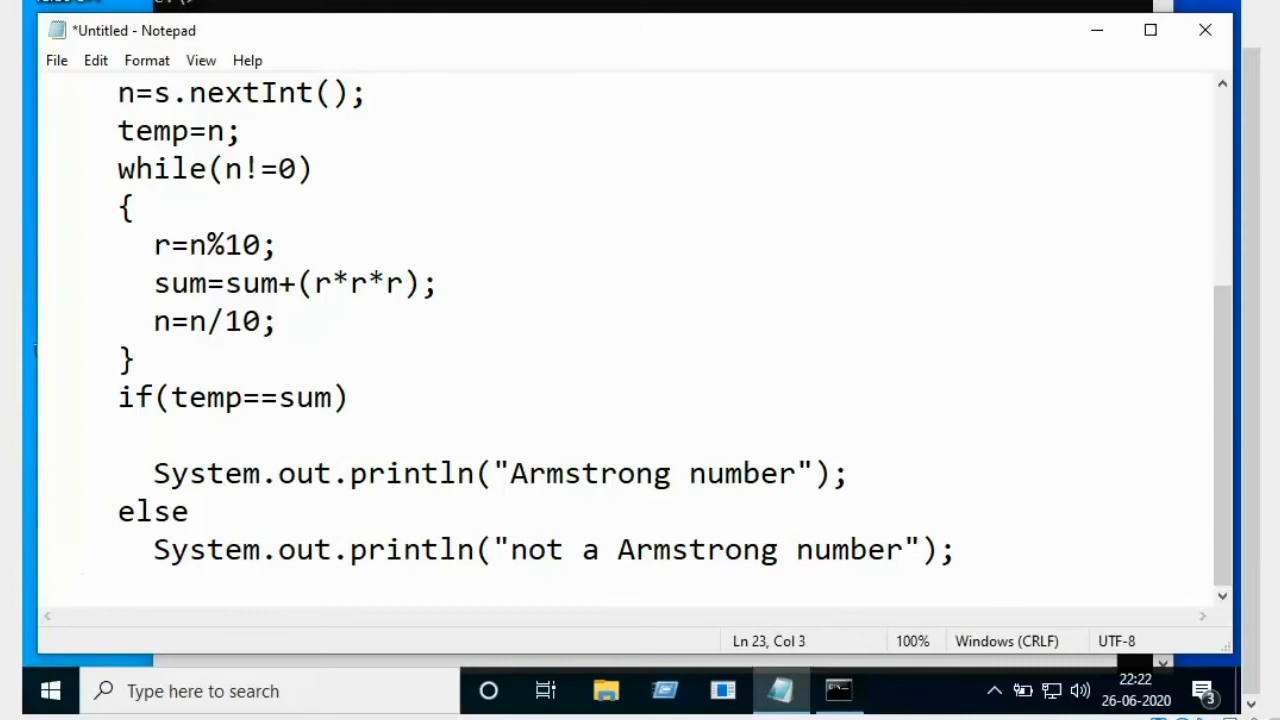 *Untitled - Notepad
File Edit Format View Help
n=s.nextInt();
temp=n;
while(n!=0)
{
r=n%10;
sum=sum+(r*r*r);
n=n/10;
}
if(temp==sum)
System.out.println("Armstrong number");
else
System.out.println("not a Armstrong number");
Ln 23, Col 3 100% Windows (CRLF) UTF-8
Type here to search
22:22
26-06-2020
3